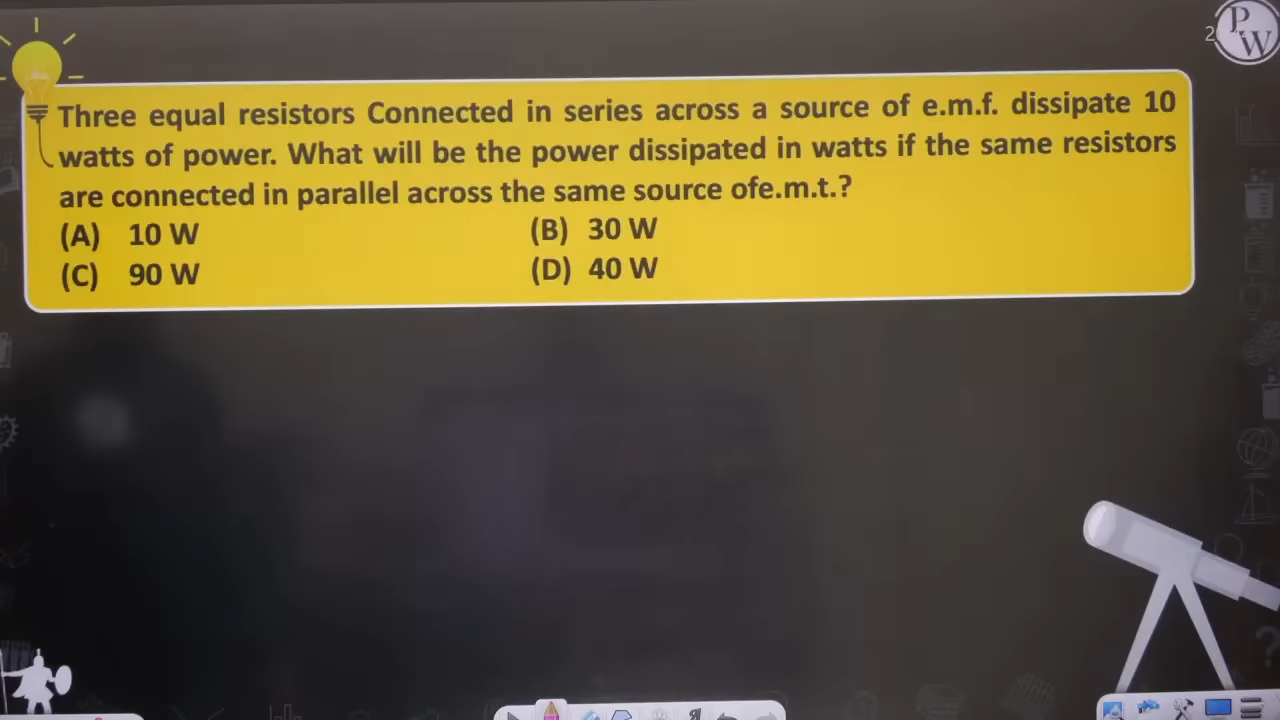 P
W
2
Three equal resistors Connected in series across a source of e.m.f. dissipate 10
watts of power. What will be the power dissipated in watts if the same resistors
are connected in parallel across the same source ofe.m.t.?
(A) 10 W (B) 30 W
(C) 90 W (D) 40 W